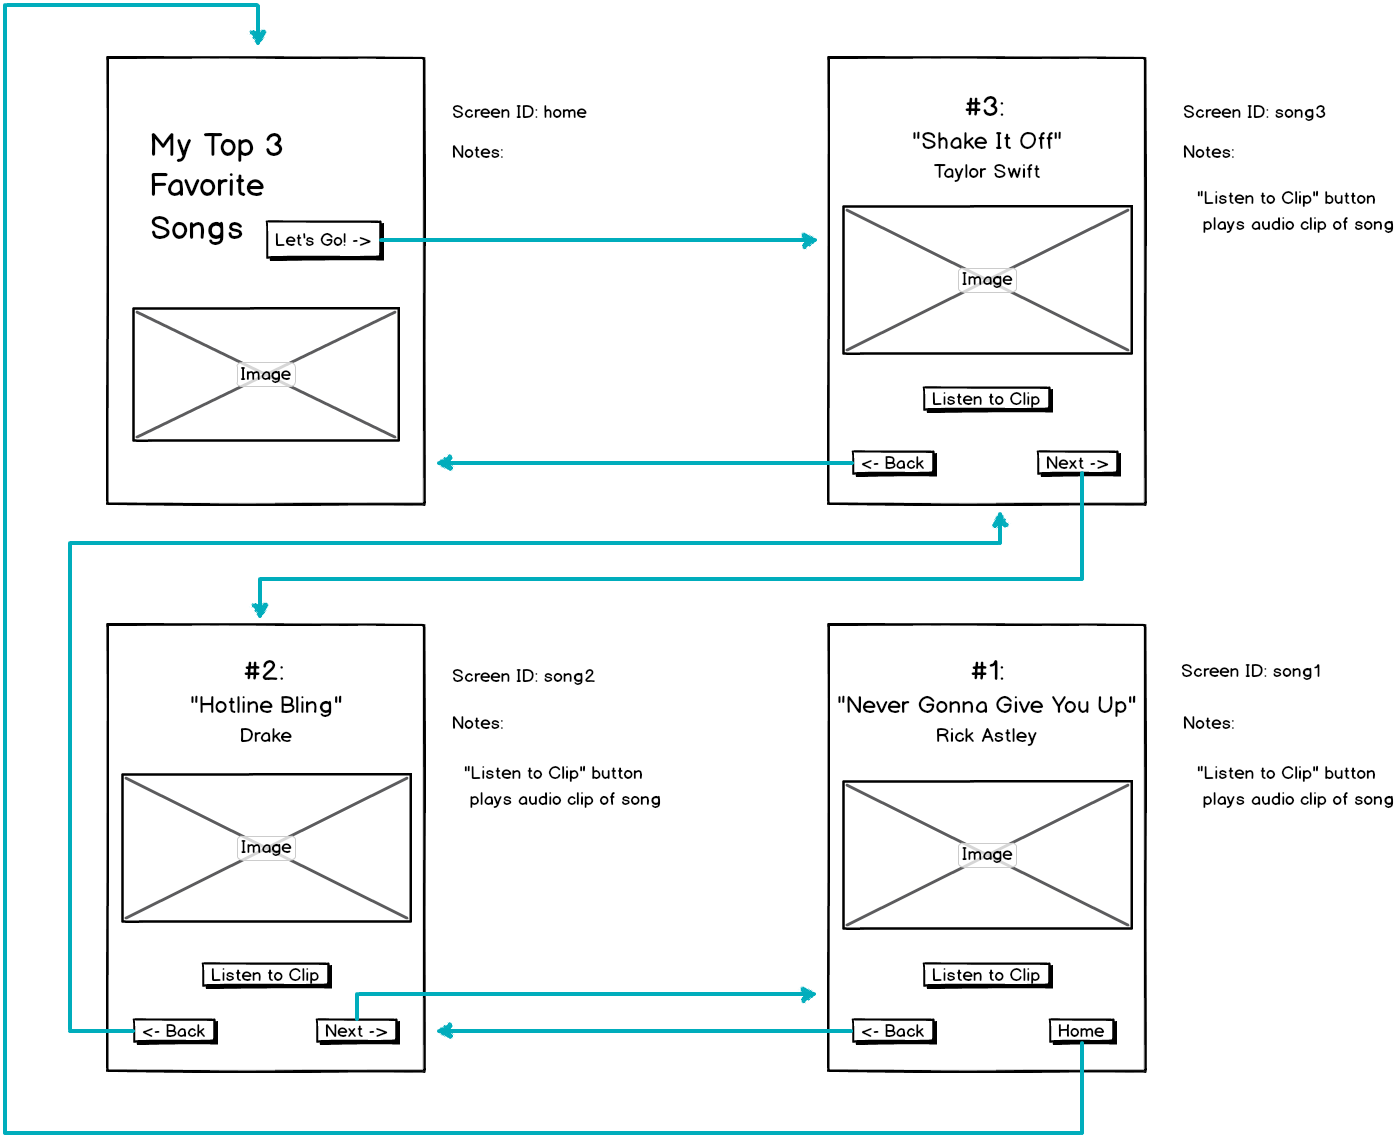 My Top 3
Favorite
Songs
Let's Go! ->
Image
Screen ID: home
Notes:
#3:
"Shake It Off"
Taylor Swift
Image
Listen to Clip
<- Back
Next ->
Screen ID: song3
Notes:
"Listen to Clip" button
plays audio clip of song
#2:
"Hotline Bling"
Drake
Image
Listen to Clip
<- Back
Next ->
Screen ID: song2
Notes:
"Listen to Clip" button
plays audio clip of song
#1:
"Never Gonna Give You Up"
Rick Astley
Image
Listen to Clip
<- Back
Home
Screen ID: song1
Notes:
"Listen to Clip" button
plays audio clip of song